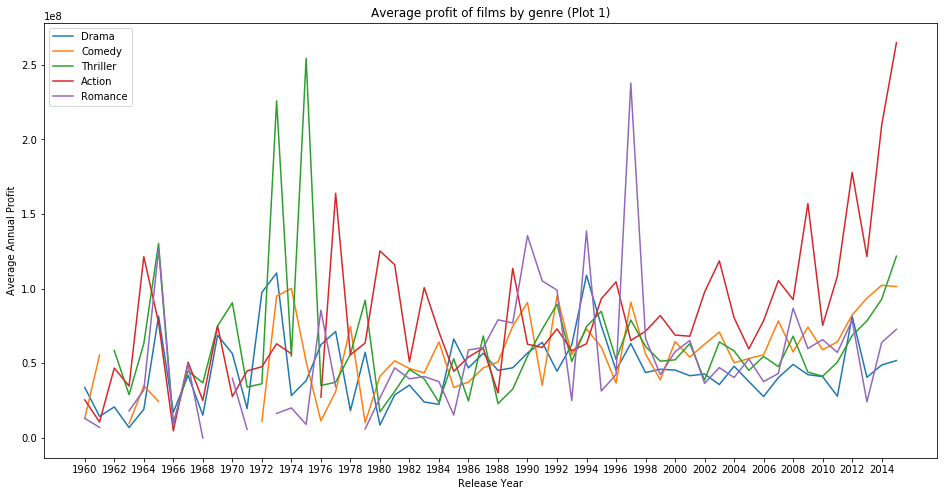 Average profit of films by genre (Plot 1)
1e8
Drama
Comedy
Thriller
Action
Romance
2.5
2.0
1.5
1.0
0.5
0.0
Average Annual Profit
1960 1962 1964 1966 1968 1970 1972 1974 1976 1978 1980 1982 1984 1986 1988 1990 1992 1994 1996 1998 2000 2002 2004 2006 2008 2010 2012 2014
Release Year